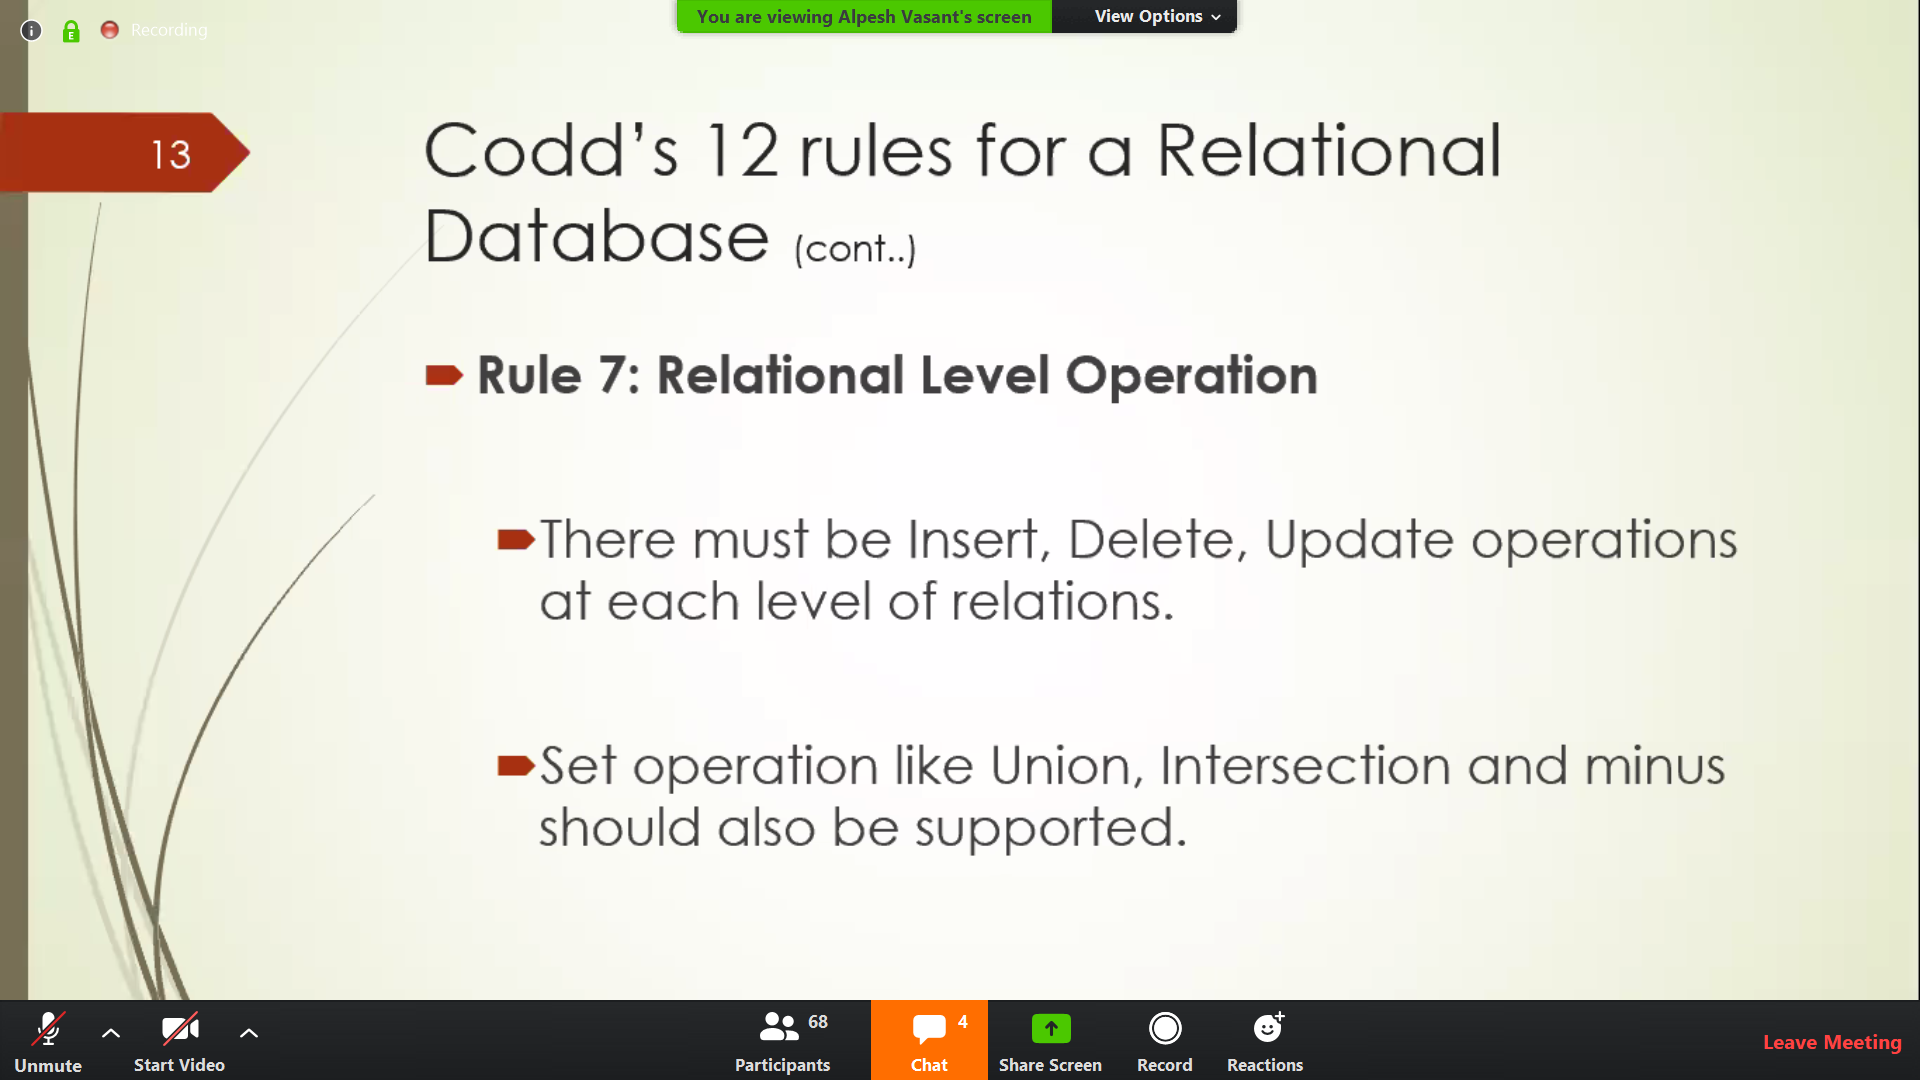 Recording
You are viewing Alpesh Vasant's screen
View Options
13
Codd’s 12 rules for a Relational
Database (cont..)
Rule 7: Relational Level Operation
There must be Insert, Delete, Update operations
at each level of relations.
Set operation like Union, Intersection and minus
should also be supported.
Unmute
Start Video
68
Participants
4
Chat
Share Screen
Record
Reactions
Leave Meeting
E